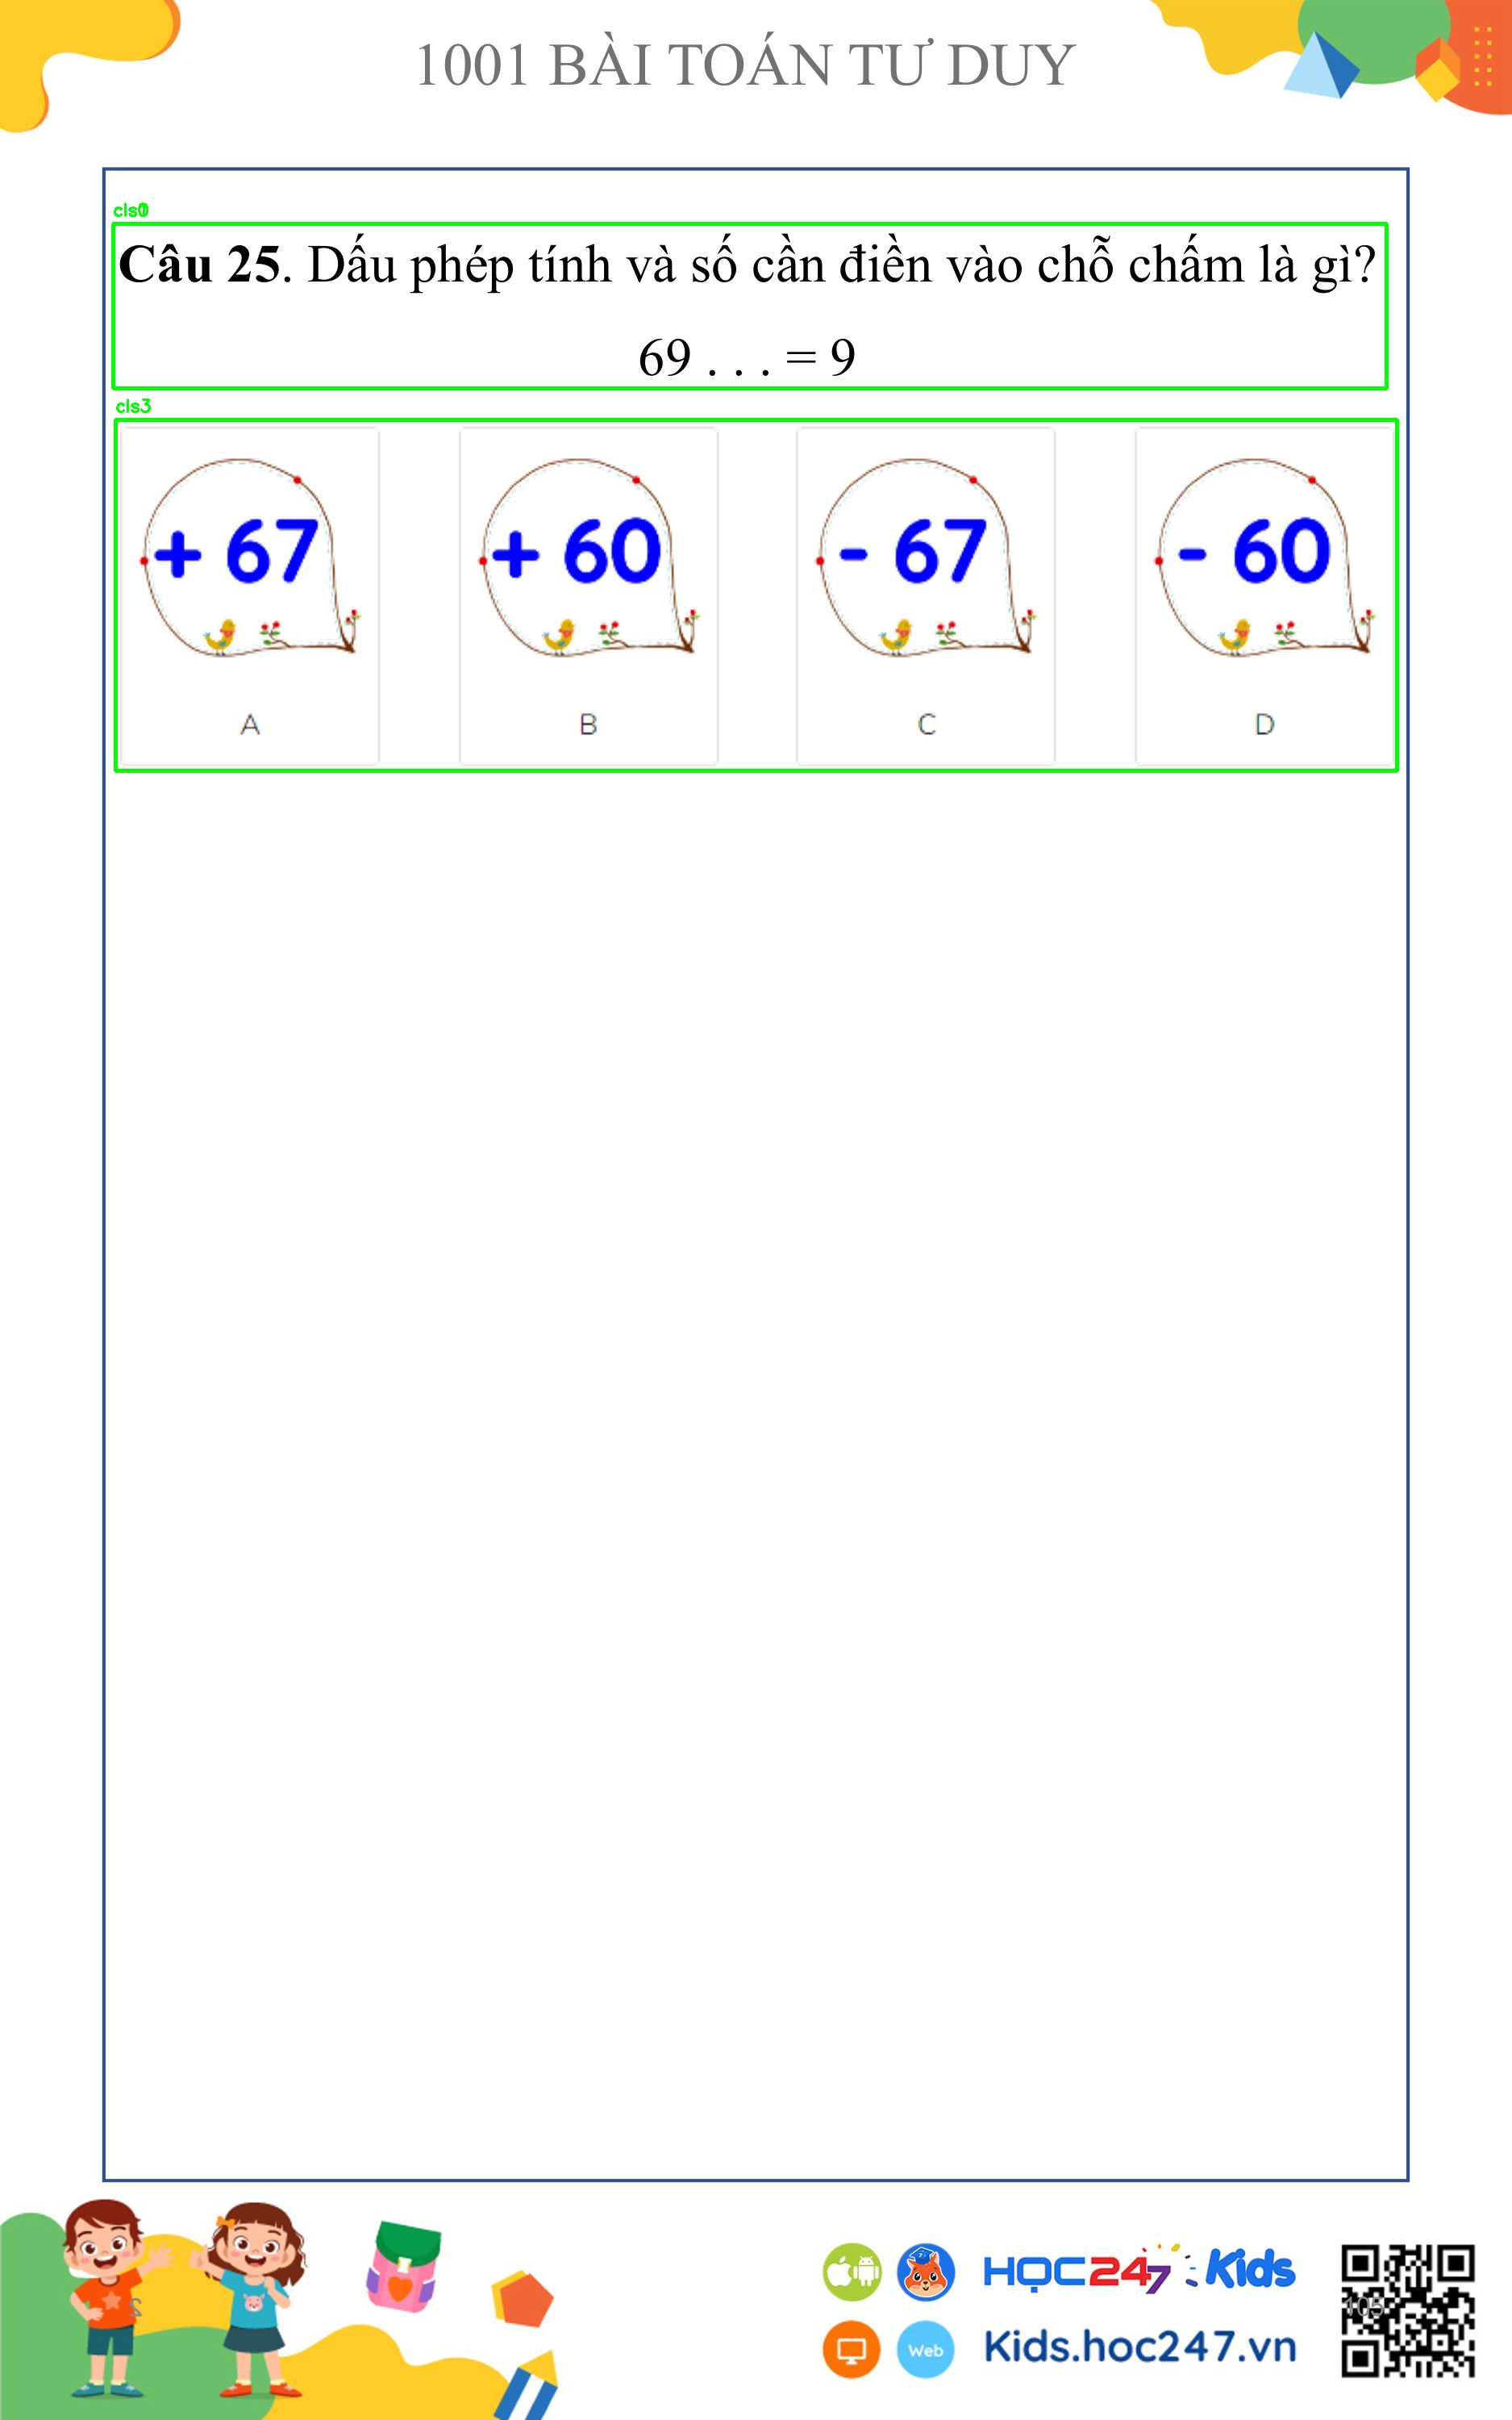 1001 BÀI TOÁN TƯ DUY
cls0
Câu 25. Dấu phép tính và số cần điền vào chỗ chấm là gì?
69 . . . = 9
cls3
+ 67 + 60 - 67 - 60
A B C D
HỌC247 Kids
105
2
Web Kids.hoc247.vn